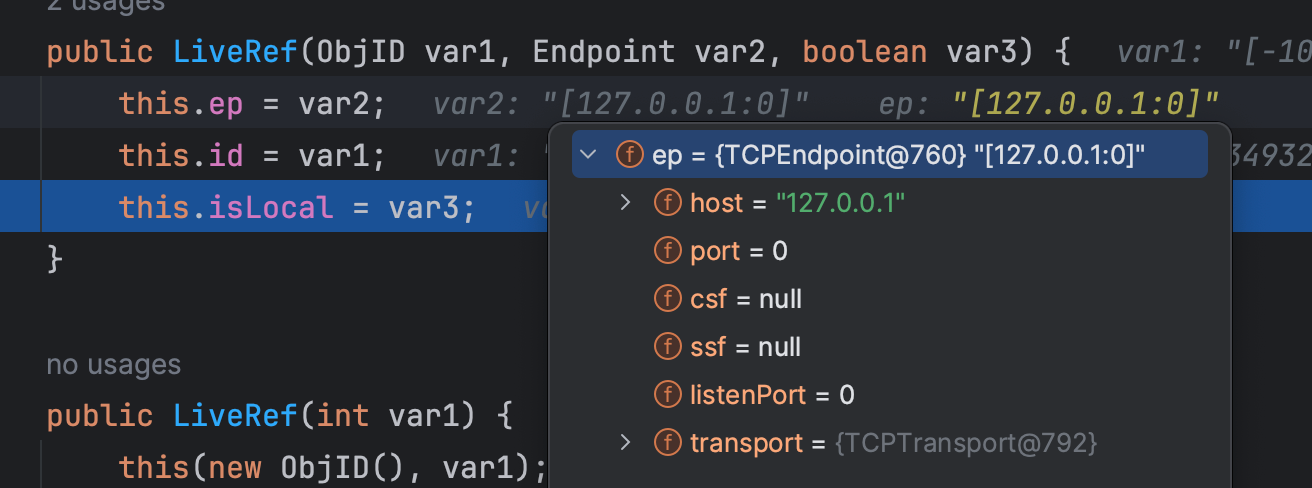 2 usages
public LiveRef(ObjID var1, Endpoint var2, boolean var3) { var1: "[-10
this.ep = var2; var2: "[127.0.0.1:0]" ep: "[127.0.0.1:0]"
ep = {TCPEndpoint@760} "[127.0.0.1:0]"
this.id = var1; var1: " 34932
host = "127.0.0.1"
this.isLocal = var3;
port = 0
}
csf = null
ssf = null
no usages
listenPort = 0
public LiveRef(int var1) {
transport = {TCPTransport@792}
this(new ObjID(), var1);